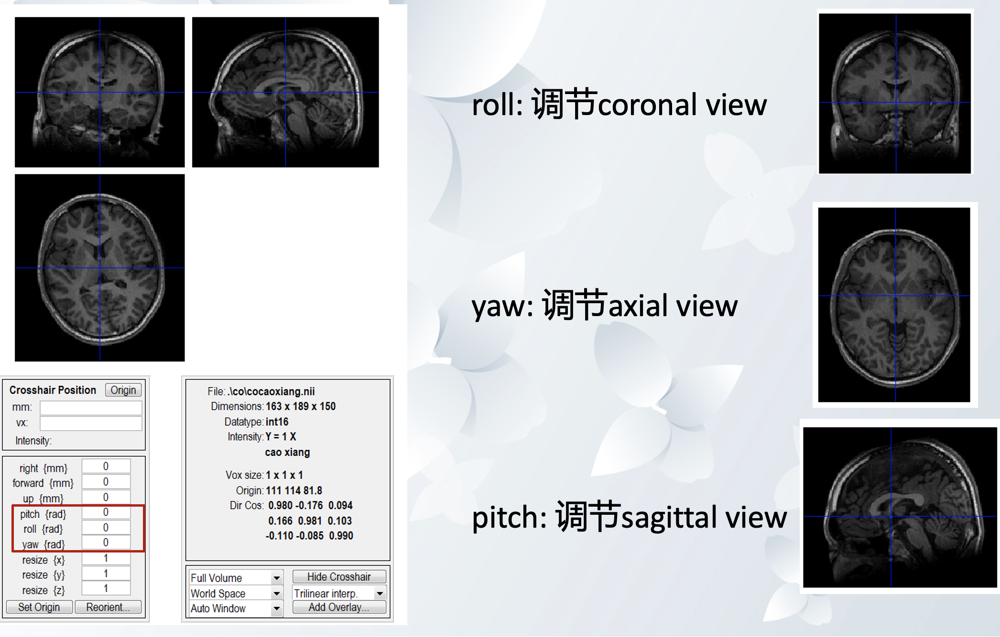 roll: 调节coronal view
yaw: 调节axial view
pitch: 调节sagittal view
Crosshair Position Origin
mm:
vx:
Intensity:
right {mm} 0
forward {mm} 0
up {mm} 0
pitch {rad} 0
roll {rad} 0
yaw {rad} 0
resize {x} 1
resize {y} 1
resize {z} 1
Set Origin Reorient...
File: .\co\cocaoxiang.nii
Dimensions: 163 x 189 x 150
Datatype: int16
Intensity: Y = 1 X
cao xiang
Vox size: 1 x 1 x 1
Origin: 111 114 81.8
Dir Cos: 0.980 -0.176 0.094
0.166 0.981 0.103
-0.110 -0.085 0.990
Full Volume Hide Crosshair
World Space Trilinear interp.
Auto Window Add Overlay...